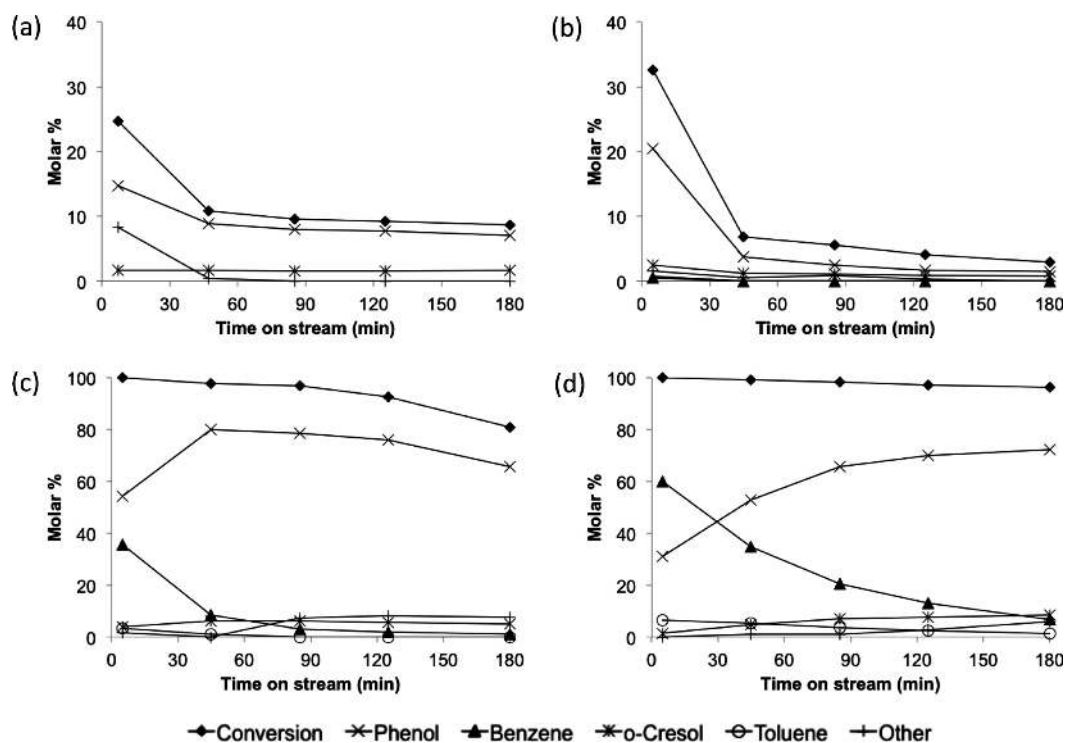 (a)
40
30
20
10
0
Molar %
0 30 60 90 120 150 180
Time on stream (min)
(b)
40
30
20
10
0
Molar %
0 30 60 90 120 150 180
Time on stream (min)
(c)
100
80
60
40
20
0
Molar %
0 30 60 90 120 150 180
Time on stream (min)
(d)
100
80
60
40
20
0
Molar %
0 30 60 90 120 150 180
Time on stream (min)
Conversion Phenol Benzene o-Cresol Toluene Other